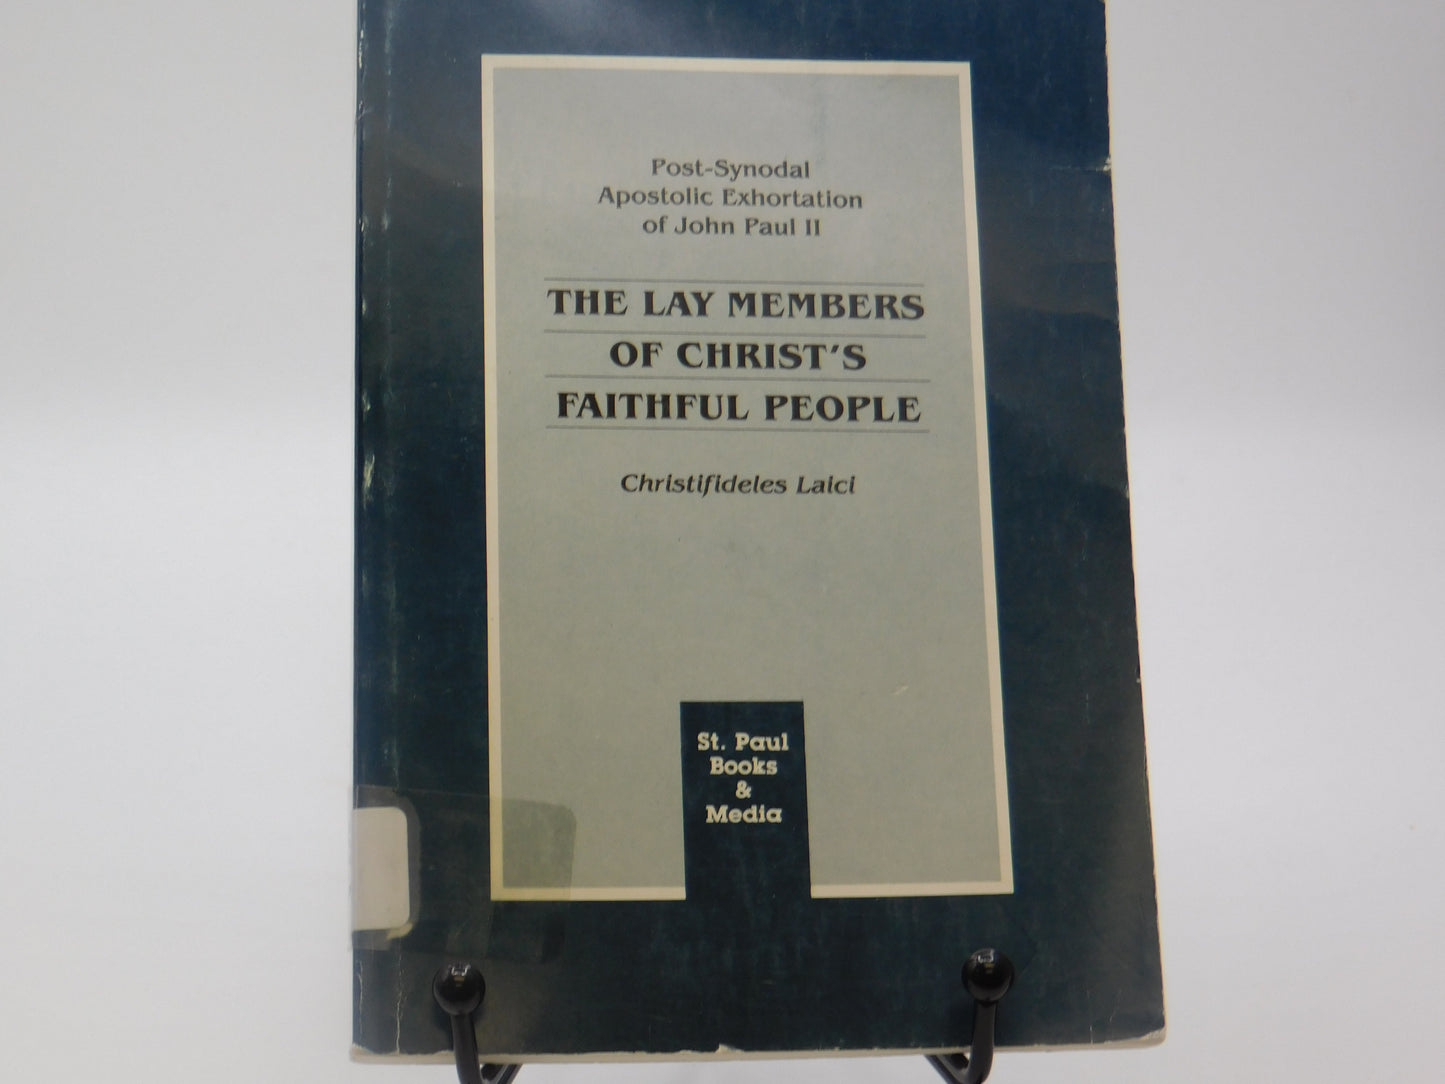 Post-Synodal
Apostolic Exhortation
of John Paul II
THE LAY MEMBERS
OF CHRIST'S
FAITHFUL PEOPLE
Christifideles Laici
St. Paul
Books
&
Media